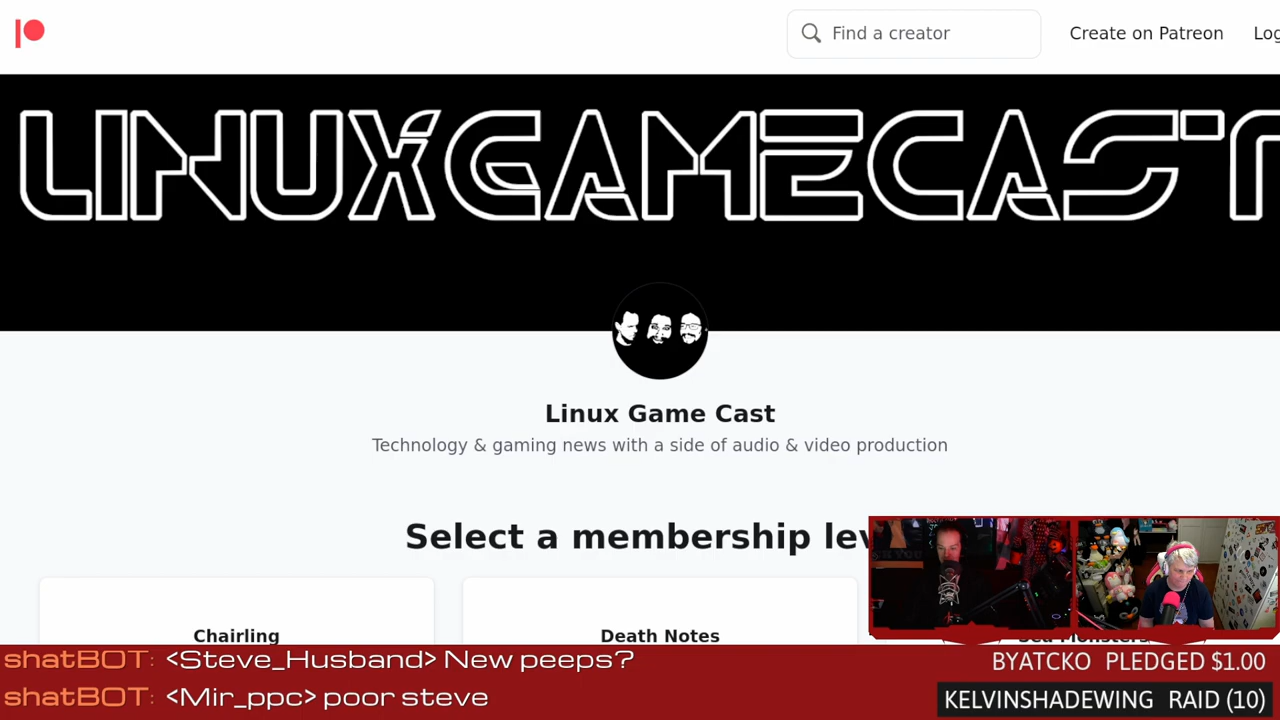 Find a creator
Create on Patreon
LINUXGAMECAST
Linux Game Cast
Technology & gaming news with a side of audio & video production
Select a membership
Chairling
Death Notes
Sea Monsters
shatBOT: <Steve_Husband> New peeps?
BYATCKO PLEDGED $1.00
shatBOT: <Mir_ppc> poor steve
KELVINSHADEWING RAID (10)